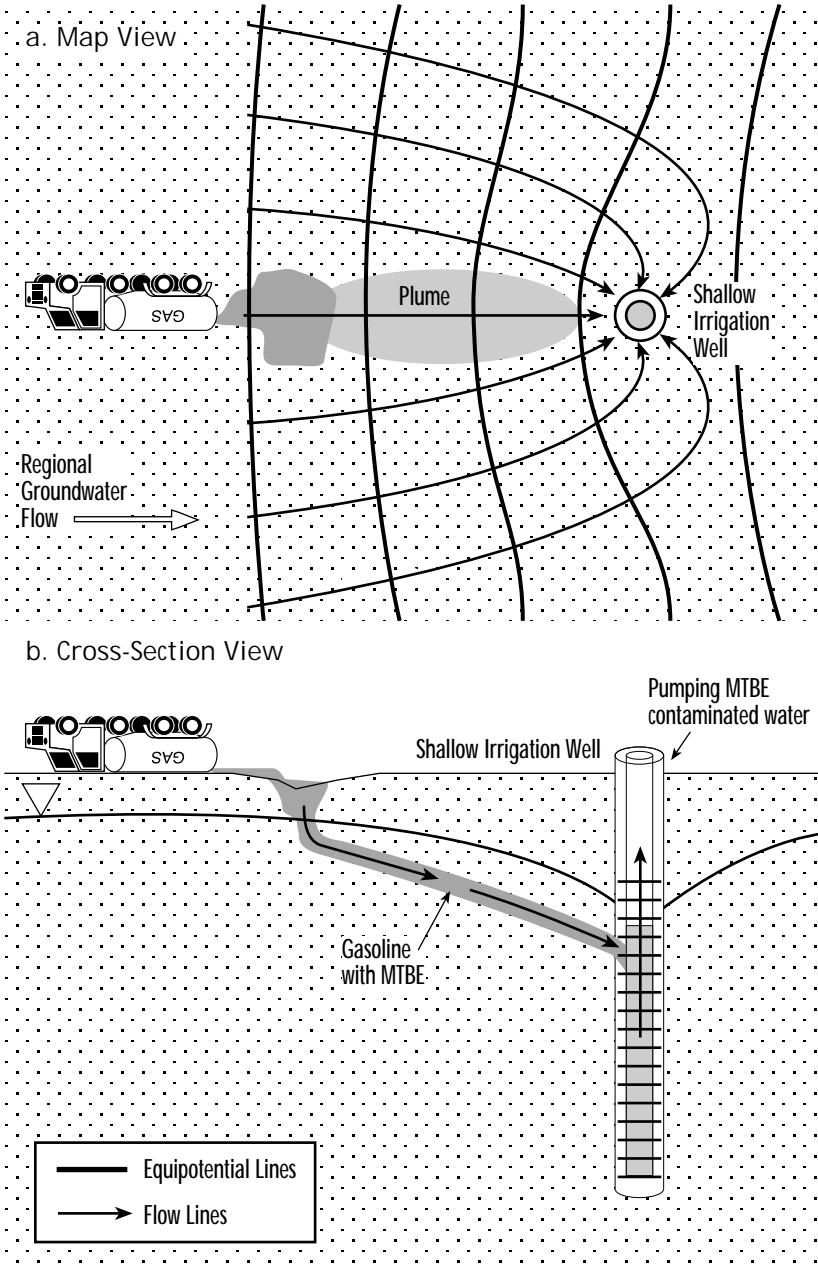 a. Map View
GAS
Plume
Shallow
Irrigation
Well
Regional
Groundwater
Flow
b. Cross-Section View
Pumping MTBE
contaminated water
Shallow Irrigation Well
GAS
Gasoline
with MTBE
Equipotential Lines
Flow Lines